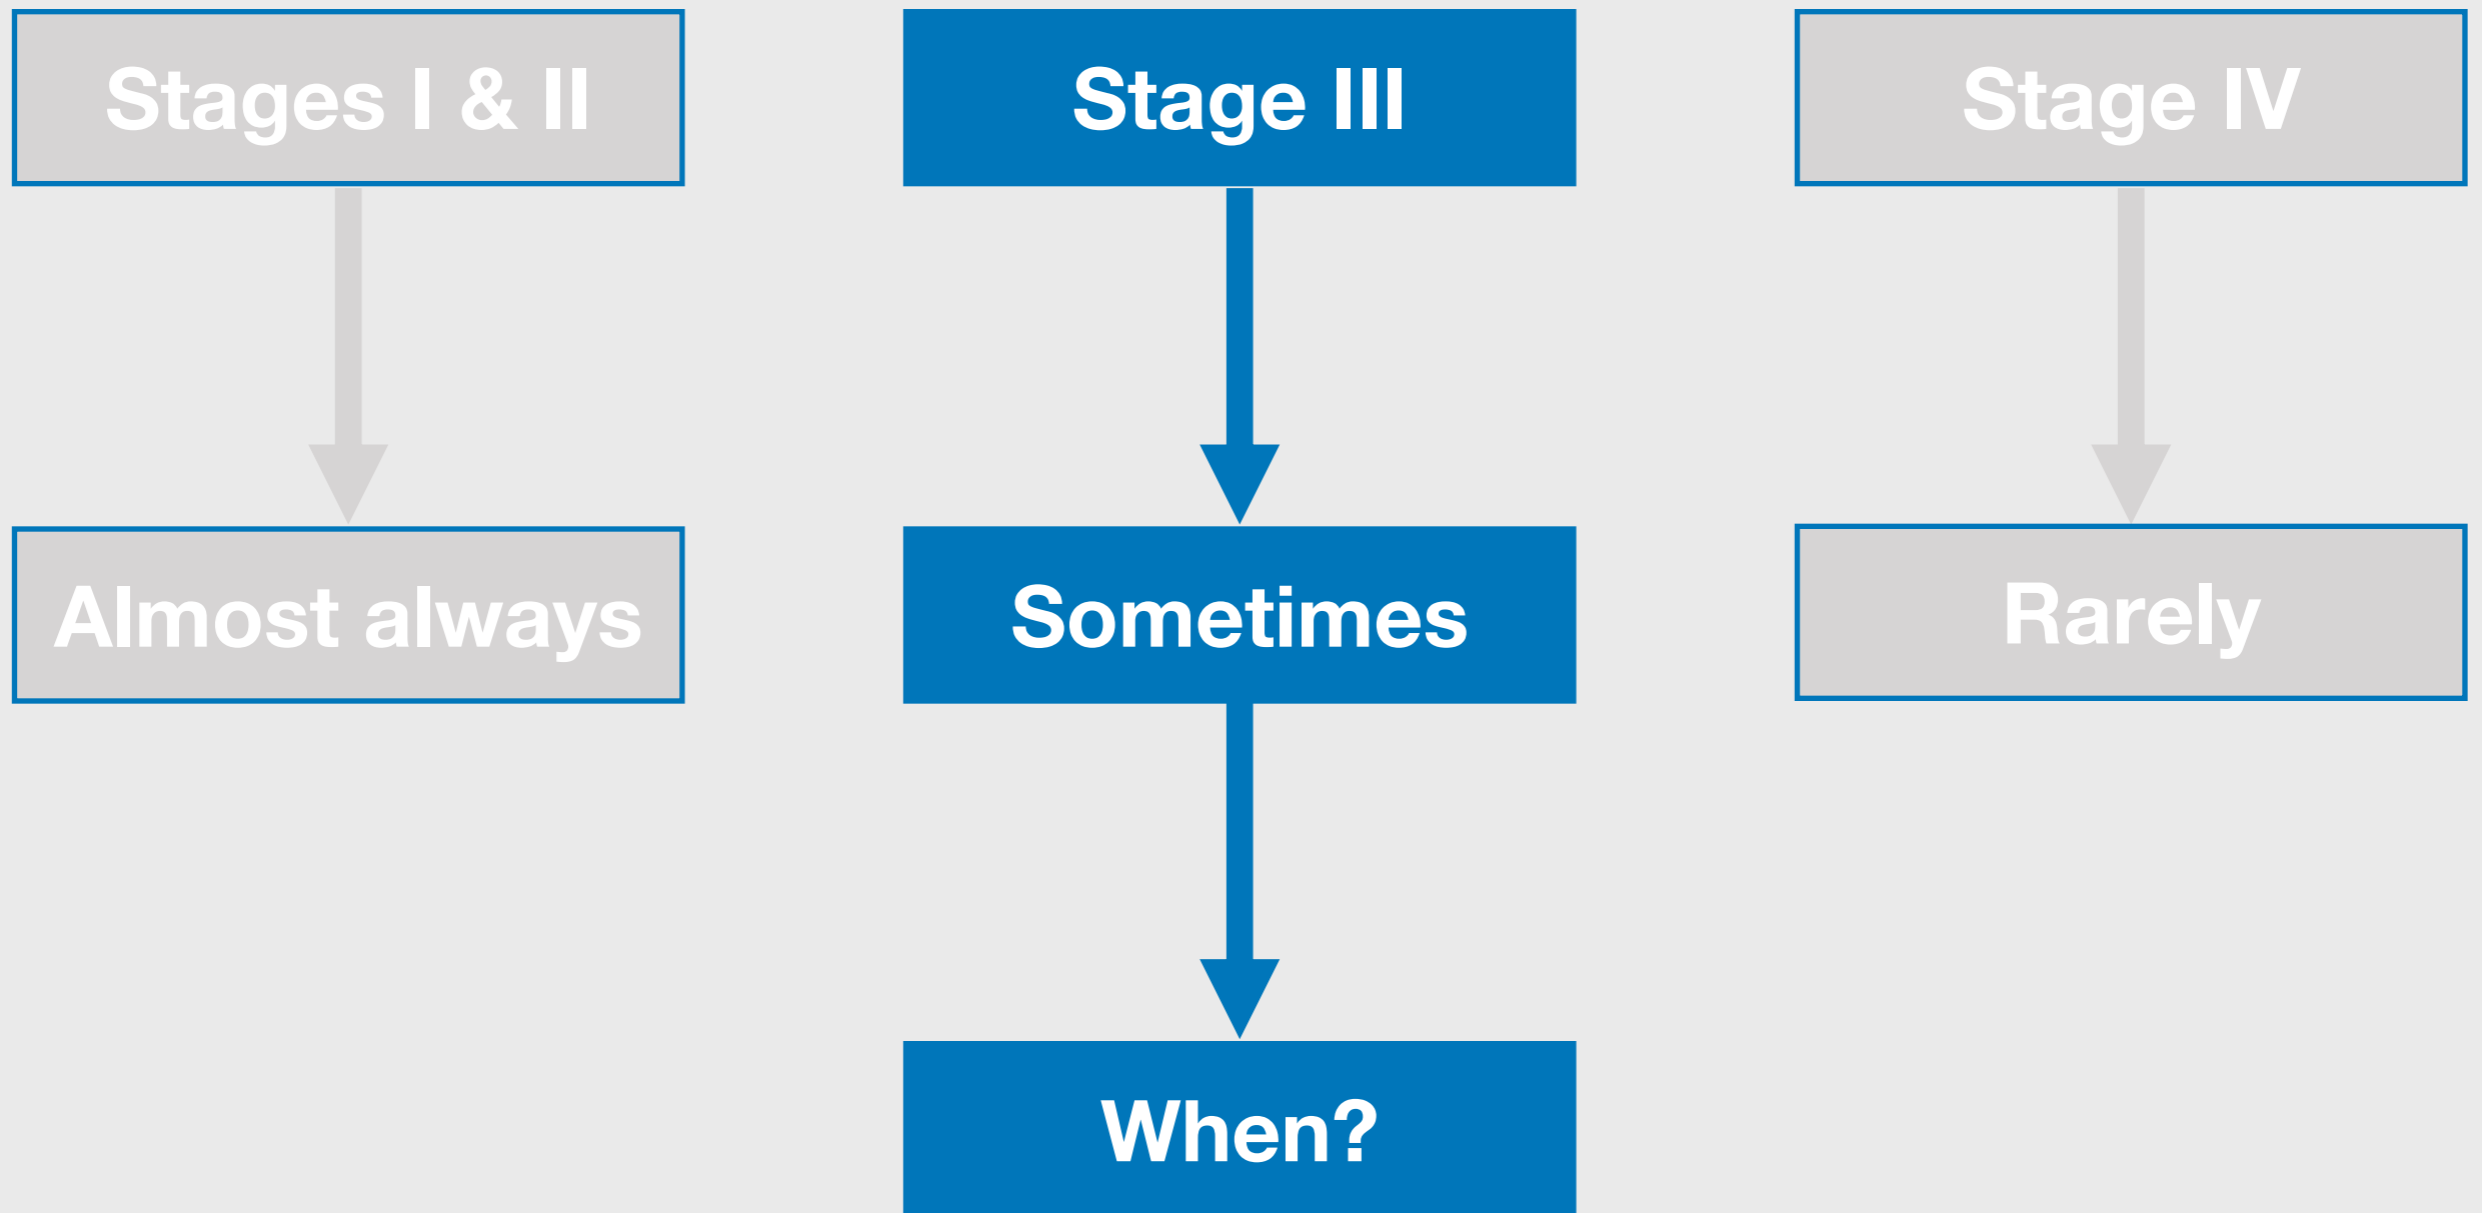 Stages I & II
Stage III
Stage IV
Almost always
Sometimes
Rarely
When?